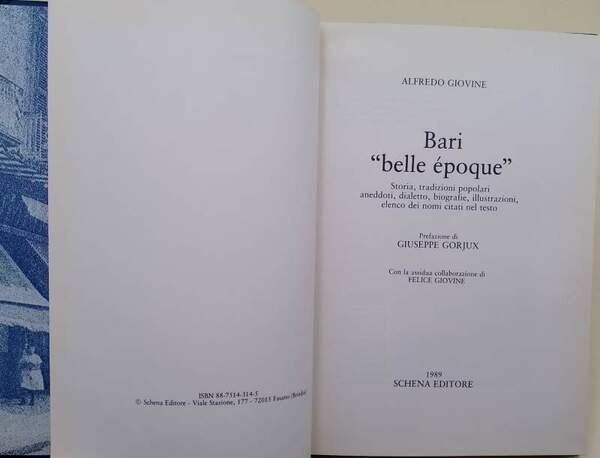 ISBN 88-7514-314-5
© Schena Editore - Viale Stazione, 177 - 72015 Fasano (Brindisi)
ALFREDO GIOVINE
Bari
“belle époque”
Storia, tradizioni popolari
aneddoti, dialetto, biografie, illustrazioni,
elenco dei nomi citati nel testo
Prefazione di
GIUSEPPE GORJUX
Con la assidua collaborazione di
FELICE GIOVINE
1989
SCHENA EDITORE